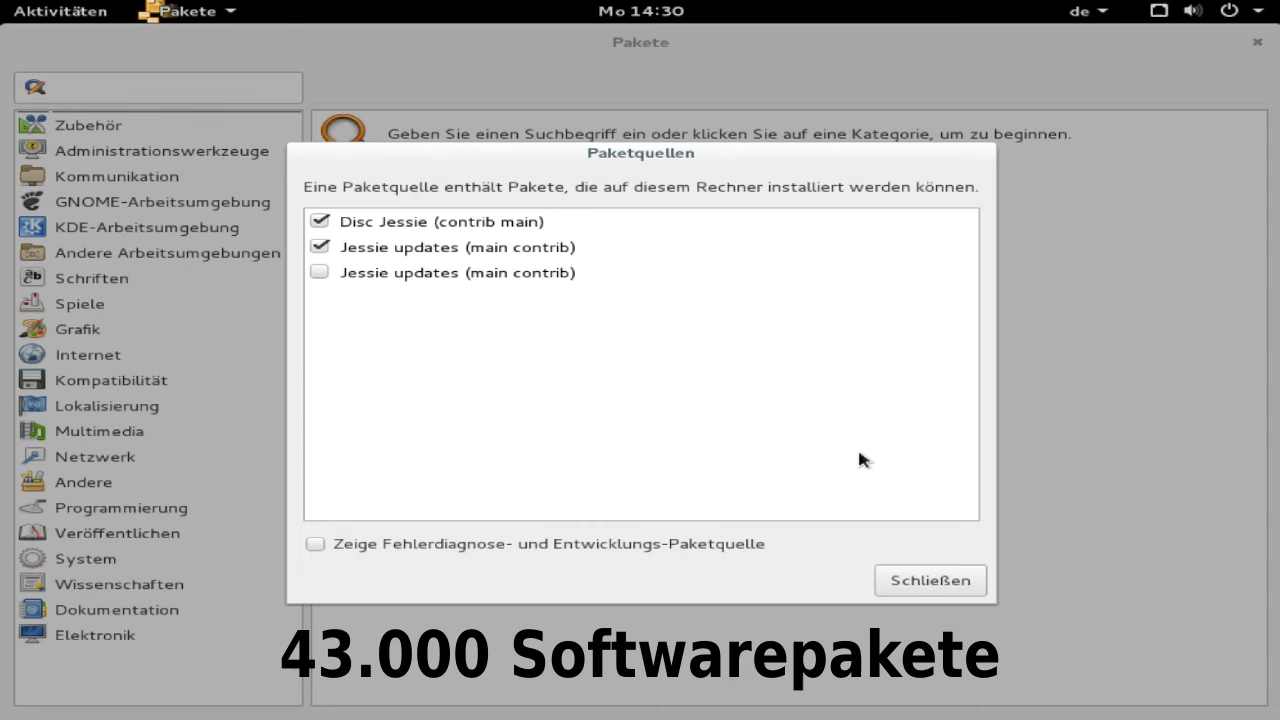 Aktivitäten
Pakete
Mo 14:30
de
Pakete
Geben Sie einen Suchbegriff ein oder klicken Sie auf eine Kategorie, um zu beginnen.
Zubehör
Administrationswerkzeuge
Kommunikation
GNOME-Arbeitsumgebung
KDE-Arbeitsumgebung
Andere Arbeitsumgebungen
Schriften
Spiele
Grafik
Internet
Kompatibilität
Lokalisierung
Multimedia
Netzwerk
Andere
Programmierung
Veröffentlichen
System
Wissenschaften
Dokumentation
Elektronik
Paketquellen
Eine Paketquelle enthält Pakete, die auf diesem Rechner installiert werden können.
Disc Jessie (contrib main)
Jessie updates (main contrib)
Jessie updates (main contrib)
Zeige Fehlerdiagnose- und Entwicklungs-Paketquelle
Schließen
43.000 Softwarepakete